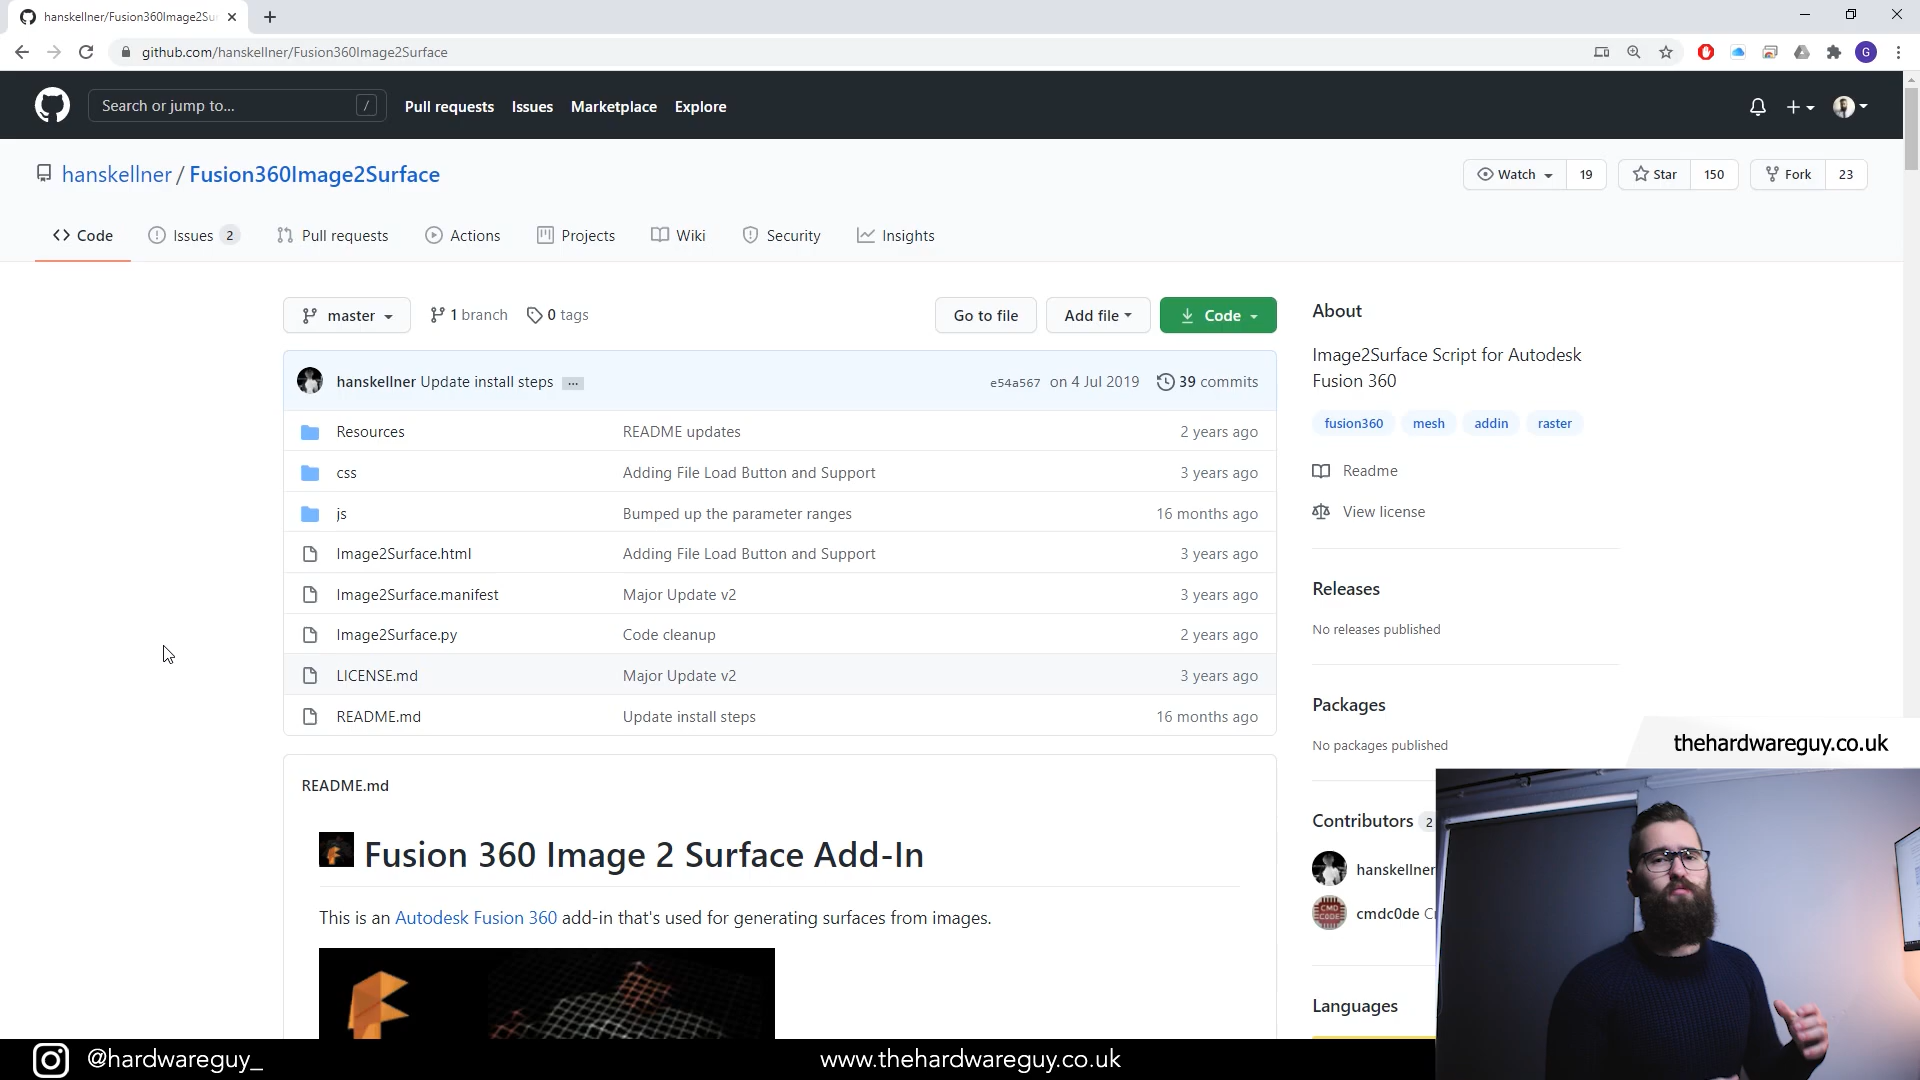 hanskellner/Fusion360Image2Su
github.com/hanskellner/Fusion360Image2Surface
G
Search or jump to...
/
Pull requests Issues Marketplace Explore
hanskellner / Fusion360Image2Surface
Watch 19 Star 150 Fork 23
Code Issues 2 Pull requests Actions Projects Wiki Security Insights
master 1 branch 0 tags Go to file Add file Code
hanskellner Update install steps ... e54a567 on 4 Jul 2019 39 commits
Resources README updates 2 years ago
css Adding File Load Button and Support 3 years ago
js Bumped up the parameter ranges 16 months ago
Image2Surface.html Adding File Load Button and Support 3 years ago
Image2Surface.manifest Major Update v2 3 years ago
Image2Surface.py Code cleanup 2 years ago
LICENSE.md Major Update v2 3 years ago
README.md Update install steps 16 months ago
README.md
Fusion 360 Image 2 Surface Add-In
This is an Autodesk Fusion 360 add-in that's used for generating surfaces from images.
About
Image2Surface Script for Autodesk
Fusion 360
fusion360 mesh addin raster
Readme
View license
Releases
No releases published
Packages
No packages published
Contributors 2
hanskellner
CMD
C0DE
cmdc0de
Languages
thehardwareguy.co.uk
@hardwareguy_
www.thehardwareguy.co.uk